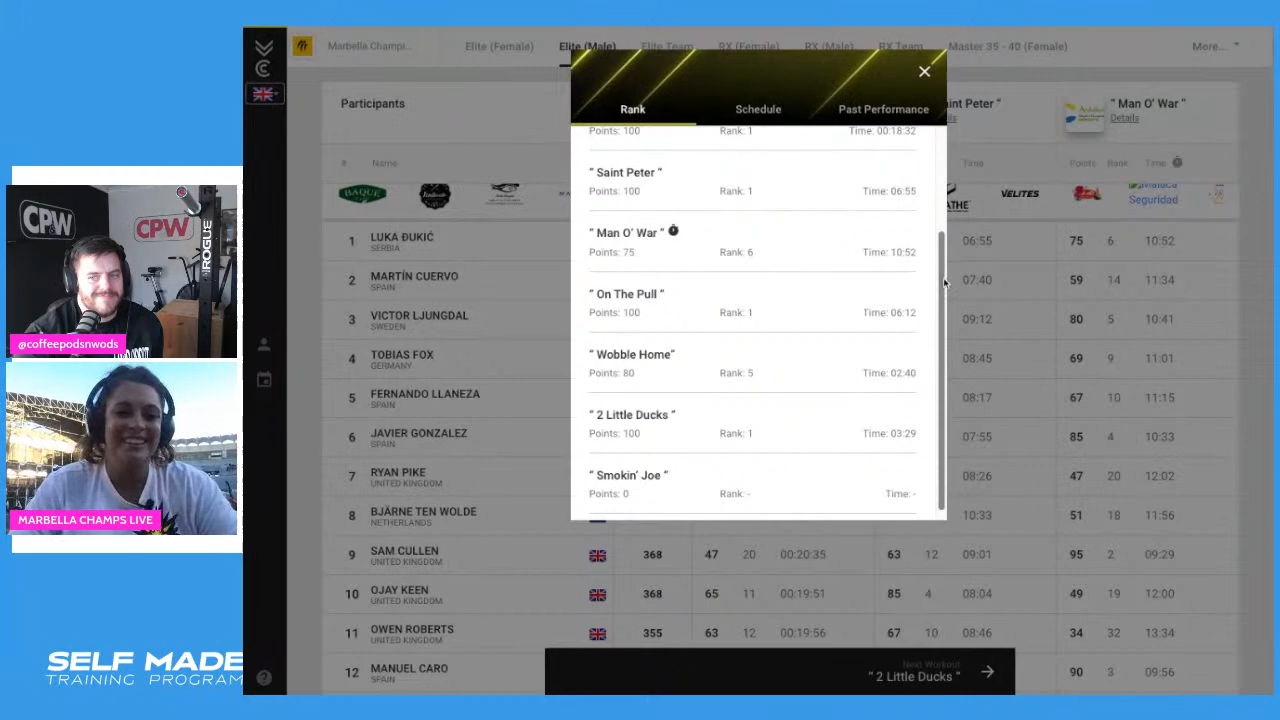 Marbella Champi...
Elite (Female)
Elite (Male)
Elite Team
RX (Female)
RX (Male)
RX Team
Master 35 - 40 (Female)
More...
Participants
Rank
Schedule
Past Performance
" Man O' War "
Details
# Name
Time
Points Rank Time
BAQUE
VELITES
Seguridad
Points: 100 Rank: 1 Time: 00:18:32
" Saint Peter "
Points: 100 Rank: 1 Time: 06:55
" Man O' War "
Points: 75 Rank: 6 Time: 10:52
" On The Pull "
Points: 100 Rank: 1 Time: 06:12
" Wobble Home"
Points: 80 Rank: 5 Time: 02:40
" 2 Little Ducks "
Points: 100 Rank: 1 Time: 03:29
" Smokin' Joe "
Points: 0 Rank: - Time: -
1 LUKA ĐUKIĆ 06:55 75 6 10:52
SERBIA
2 MARTÍN CUERVO 07:40 59 14 11:34
SPAIN
3 VICTOR LJUNGDAL 09:12 80 5 10:41
SWEDEN
4 TOBIAS FOX 08:45 69 9 11:01
GERMANY
5 FERNANDO LLANEZA 08:17 67 10 11:15
SPAIN
6 JAVIER GONZALEZ 07:55 85 4 10:33
SPAIN
7 RYAN PIKE 08:26 47 20 12:02
UNITED KINGDOM
8 BJÄRNE TEN WOLDE 10:33 51 18 11:56
NETHERLANDS
9 SAM CULLEN 368 47 20 00:20:35 63 12 09:01 95 2 09:29
UNITED KINGDOM
10 OJAY KEEN 368 65 11 00:19:51 85 4 08:04 49 19 12:00
UNITED KINGDOM
11 OWEN ROBERTS 355 63 12 00:19:56 67 10 08:46 34 32 13:34
UNITED KINGDOM
12 MANUEL CARO 90 3 09:56
SPAIN
Next Workout
" 2 Little Ducks "
CPW
CPW
ROGUE
@coffeepodsnwods
MARBELLA CHAMPS LIVE
SELF MADE
TRAINING PROGRAM